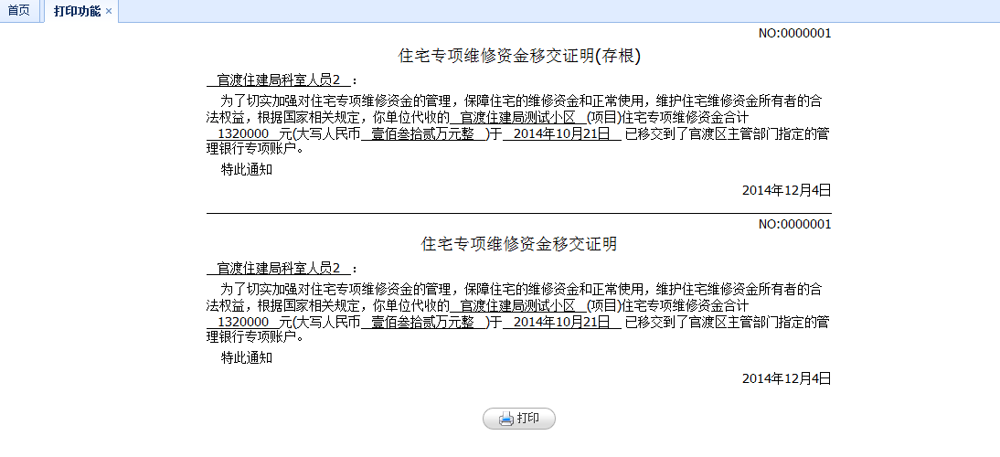 首页 打印功能 ×
NO:0000001
住宅专项维修资金移交证明(存根)
官渡住建局科室人员2 ：
为了切实加强对住宅专项维修资金的管理，保障住宅的维修资金和正常使用，维护住宅维修资金所有者的合
法权益，根据国家相关规定，你单位代收的 官渡住建局测试小区 (项目)住宅专项维修资金合计
1320000 元(大写人民币 壹佰叁拾贰万元整 )于 2014年10月21日 已移交到了官渡区主管部门指定的管
理银行专项账户。
特此通知
2014年12月4日
NO:0000001
住宅专项维修资金移交证明
官渡住建局科室人员2 ：
为了切实加强对住宅专项维修资金的管理，保障住宅的维修资金和正常使用，维护住宅维修资金所有者的合
法权益，根据国家相关规定，你单位代收的 官渡住建局测试小区 (项目)住宅专项维修资金合计
1320000 元(大写人民币 壹佰叁拾贰万元整 )于 2014年10月21日 已移交到了官渡区主管部门指定的管
理银行专项账户。
特此通知
2014年12月4日
打印